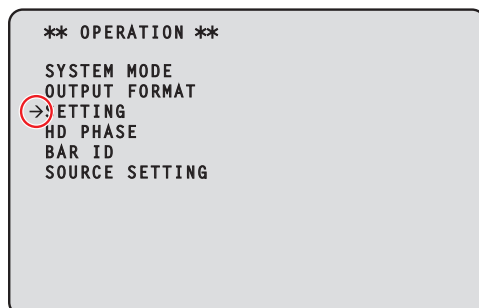 ** OPERATION **
SYSTEM MODE
OUTPUT FORMAT
→SETTING
HD PHASE
BAR ID
SOURCE SETTING